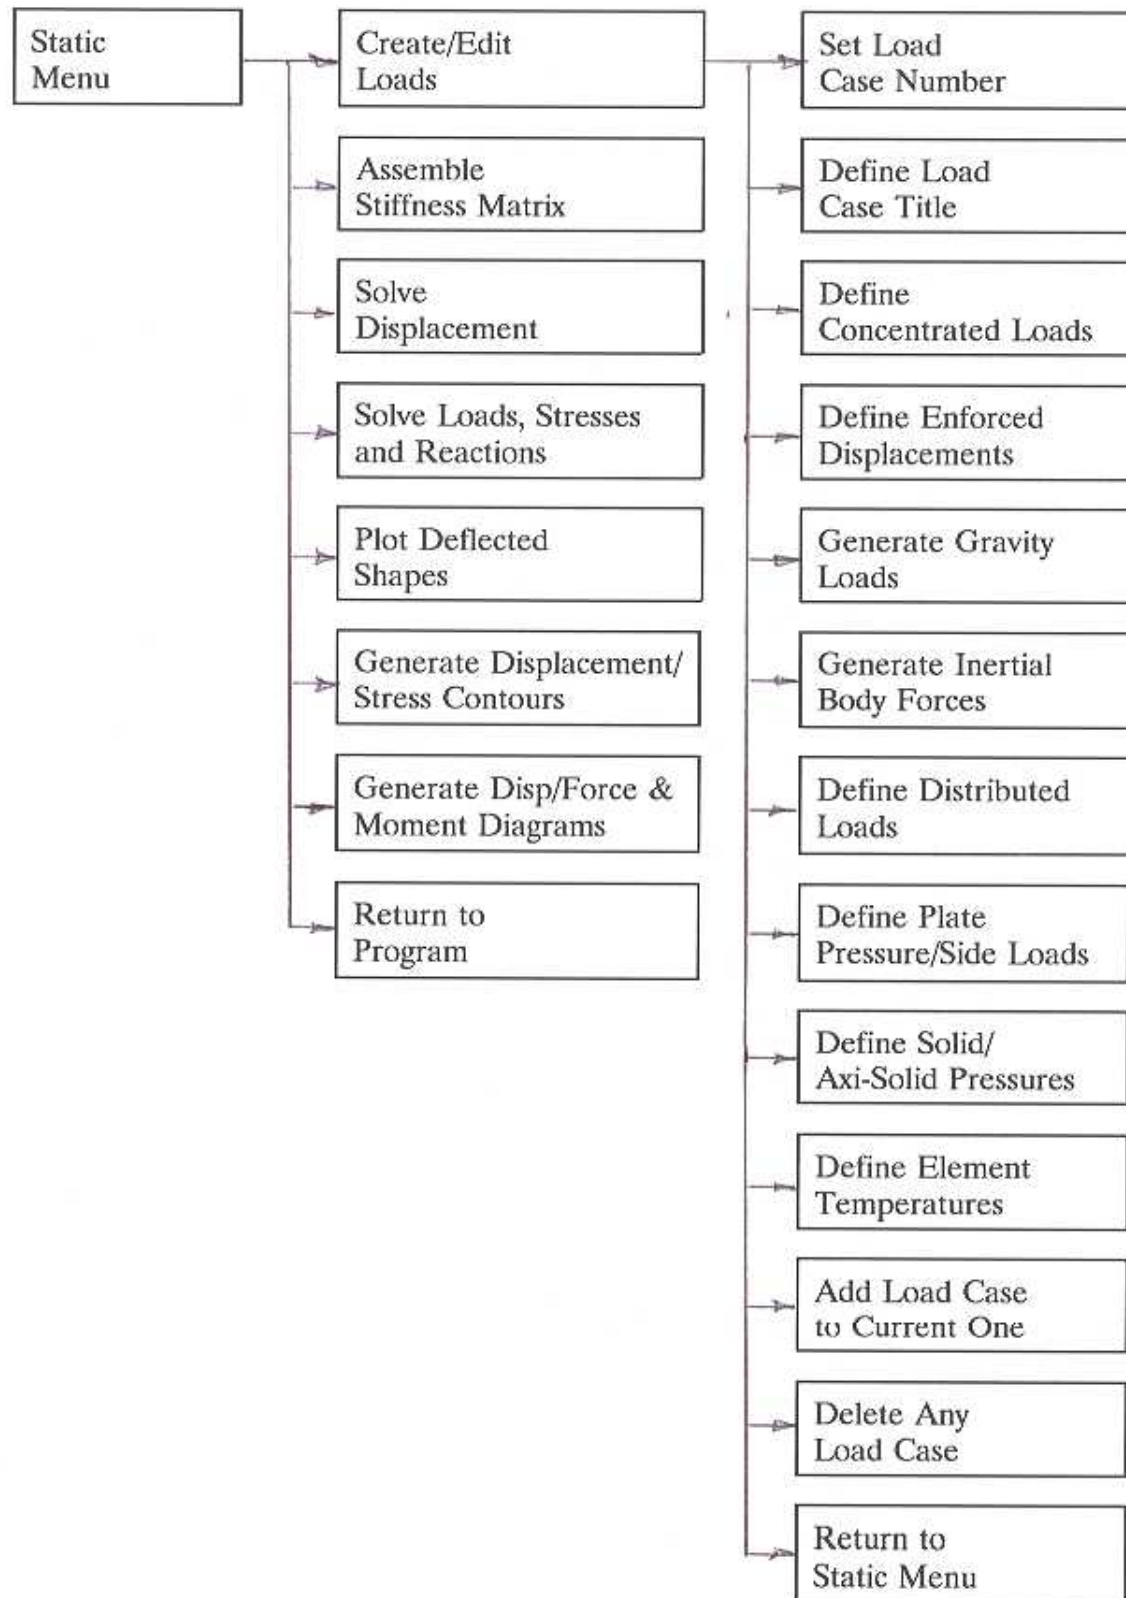 Static
Menu
Create/Edit
Loads
Assemble
Stiffness Matrix
Solve
Displacement
Solve Loads, Stresses
and Reactions
Plot Deflected
Shapes
Generate Displacement/
Stress Contours
Generate Disp/Force &
Moment Diagrams
Return to
Program
Set Load
Case Number
Define Load
Case Title
Define
Concentrated Loads
Define Enforced
Displacements
Generate Gravity
Loads
Generate Inertial
Body Forces
Define Distributed
Loads
Define Plate
Pressure/Side Loads
Define Solid/
Axi-Solid Pressures
Define Element
Temperatures
Add Load Case
to Current One
Delete Any
Load Case
Return to
Static Menu